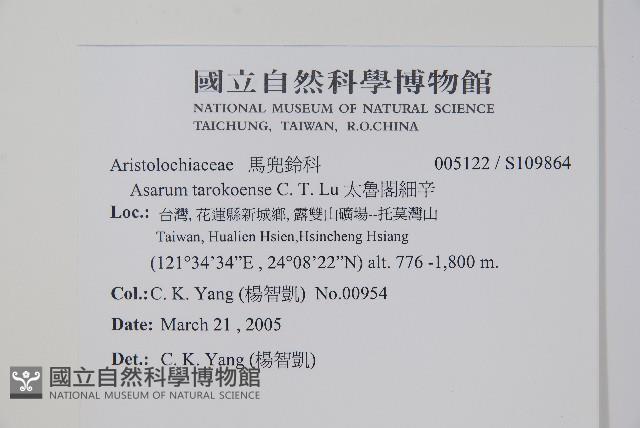 國立自然科學博物館
NATIONAL MUSEUM OF NATURAL SCIENCE
TAICHUNG, TAIWAN, R.O.CHINA
Aristolochiaceae 馬兜鈴科 005122 / S109864
Asarum tarokoense C. T. Lu 太魯閣細辛
Loc.: 台灣, 花蓮縣新城鄉, 露雙山礦場--托莫灣山
Taiwan, Hualien Hsien,Hsincheng Hsiang
(121°34’34”E , 24°08’22”N) alt. 776 -1,800 m.
Col.:C. K. Yang (楊智凱) No.00954
Date: March 21 , 2005
Det.: C. K. Yang (楊智凱)
國立自然科學博物館
NATIONAL MUSEUM OF NATURAL SCIENCE